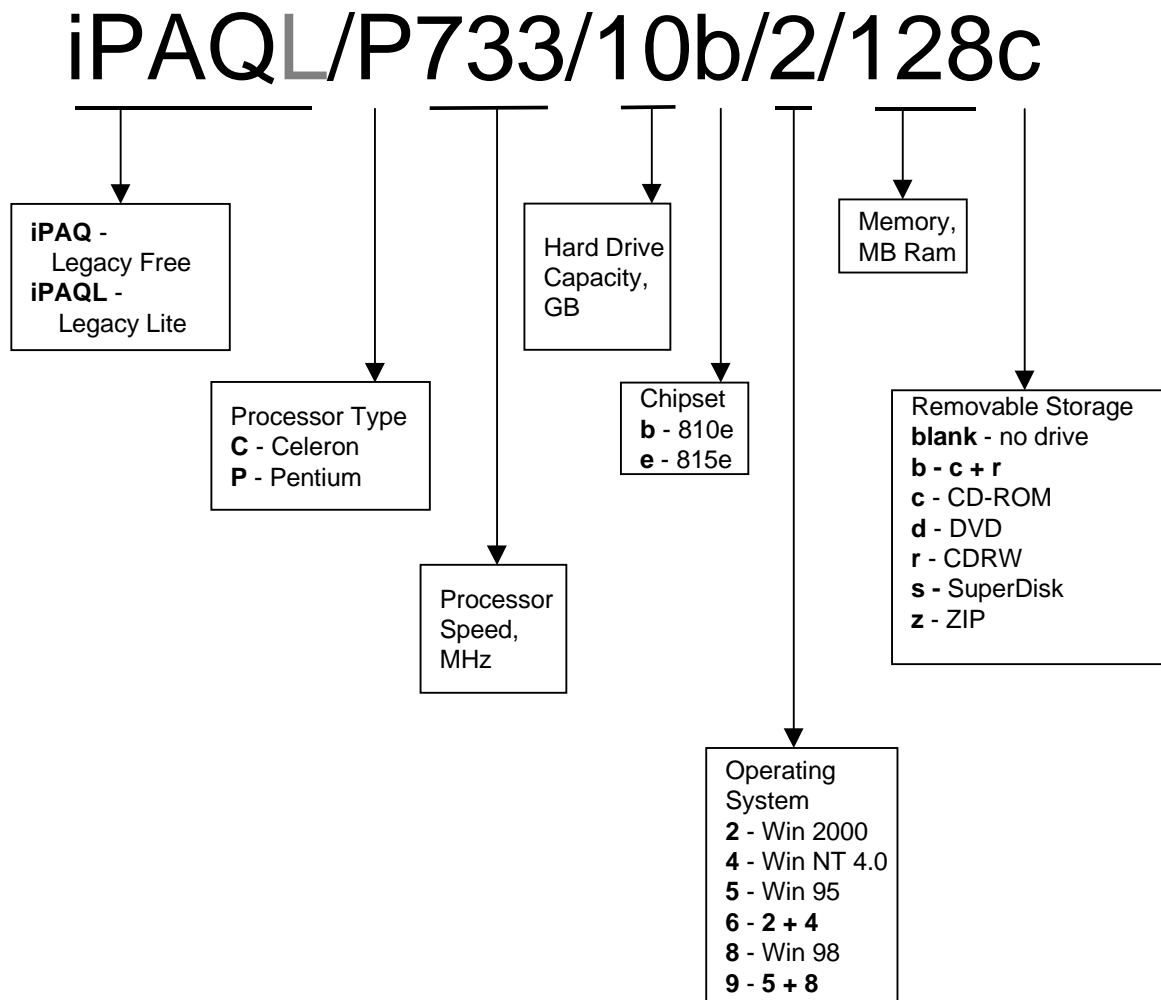 iPAQL/P733/10b/2/128c
iPAQ -
Legacy Free
iPAQL -
Legacy Lite
Hard Drive
Capacity,
GB
Memory,
MB Ram
Processor Type
C - Celeron
P - Pentium
Chipset
b - 810e
e - 815e
Removable Storage
blank - no drive
b - c + r
c - CD-ROM
d - DVD
r - CDRW
s - SuperDisk
z - ZIP
Processor
Speed,
MHz
Operating
System
2 - Win 2000
4 - Win NT 4.0
5 - Win 95
6 - 2 + 4
8 - Win 98
9 - 5 + 8